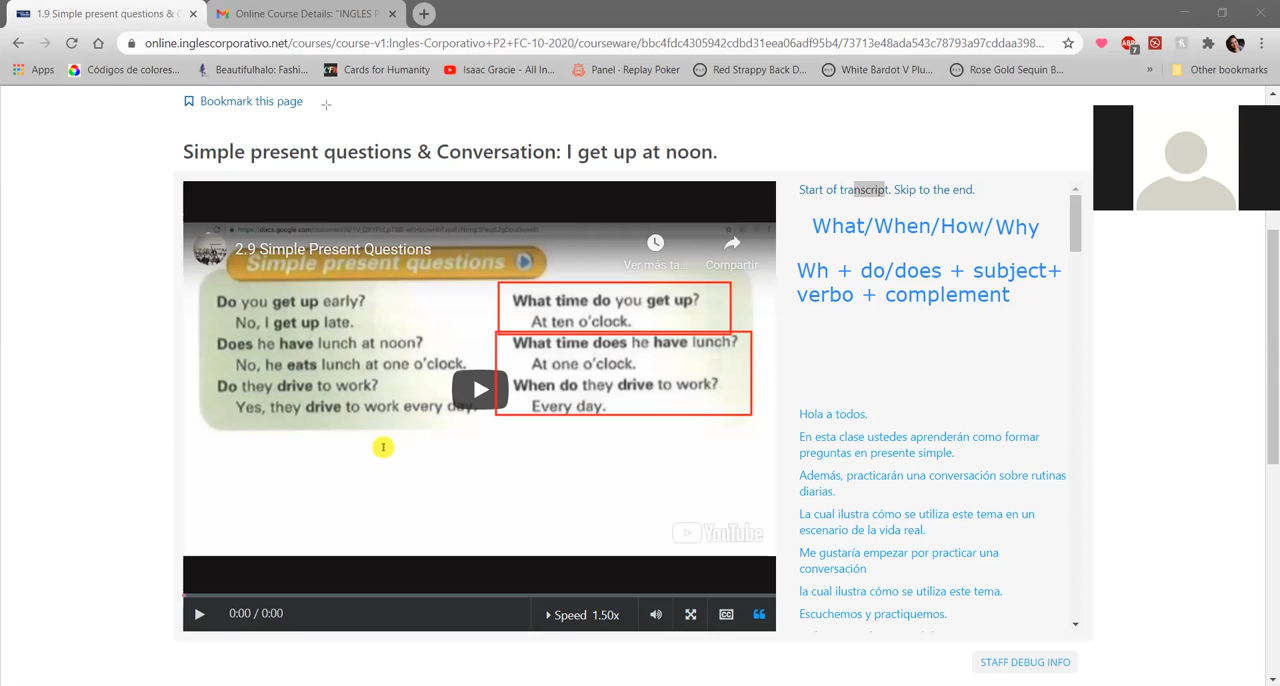 1.9 Simple present questions & C
Online Course Details: "INGLES P
online.inglescorporativo.net/courses/course-v1:Ingles-Corporativo+P2+FC-10-2020/courseware/bbc4fdc4305942cdbd31eea06adf95b4/73713e48ada543c78793a97cddaa398...
7
Apps
Códigos de colores...
Beautifulhalo: Fashi...
Cards for Humanity
Isaac Gracie - All In...
Panel · Replay Poker
Red Strappy Back D...
White Bardot V Plu...
Rose Gold Sequin B...
»
Other bookmarks
Bookmark this page
Simple present questions & Conversation: I get up at noon.
2.9 Simple Present Questions
Ver más ta...
Compartir
Simple present questions
Do you get up early?
No, I get up late.
Does he have lunch at noon?
No, he eats lunch at one o'clock.
Do they drive to work?
Yes, they drive to work every day.
What time do you get up?
At ten o'clock.
What time does he have lunch?
At one o'clock.
When do they drive to work?
Every day.
YouTube
0:00 / 0:00
Speed 1.50x
CC
Start of transcript. Skip to the end.
What/When/How/Why
Wh + do/does + subject+
verbo + complement
Hola a todos.
En esta clase ustedes aprenderán como formar
preguntas en presente simple.
Además, practicarán una conversación sobre rutinas
diarias.
La cual ilustra cómo se utiliza este tema en un
escenario de la vida real.
Me gustaría empezar por practicar una
conversación
la cual ilustra cómo se utiliza este tema.
Escuchemos y practiquemos.
STAFF DEBUG INFO